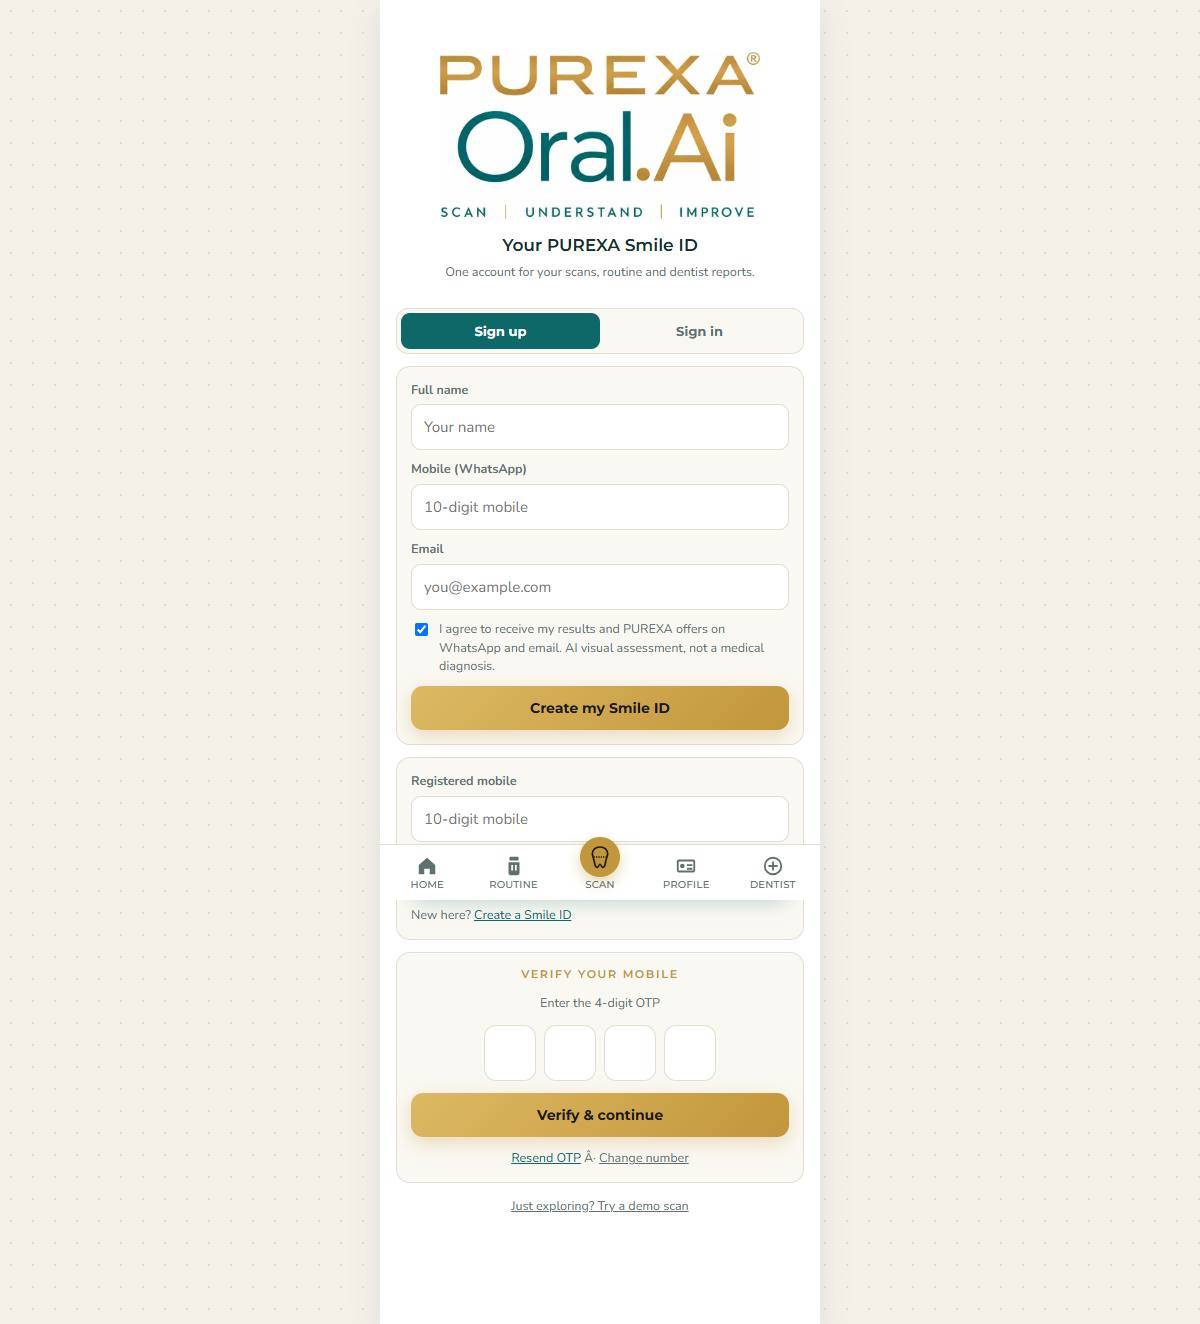 PUREXA®
Oral.Ai
SCAN | UNDERSTAND | IMPROVE
Your PUREXA Smile ID
One account for your scans, routine and dentist reports.
Sign up
Sign in
Full name
Your name
Mobile (WhatsApp)
10-digit mobile
Email
you@example.com
I agree to receive my results and PUREXA offers on
WhatsApp and email. AI visual assessment, not a medical
diagnosis.
Create my Smile ID
Registered mobile
10-digit mobile
HOME
ROUTINE
SCAN
PROFILE
DENTIST
New here? Create a Smile ID
VERIFY YOUR MOBILE
Enter the 4-digit OTP
Verify & continue
Resend OTP Â· Change number
Just exploring? Try a demo scan